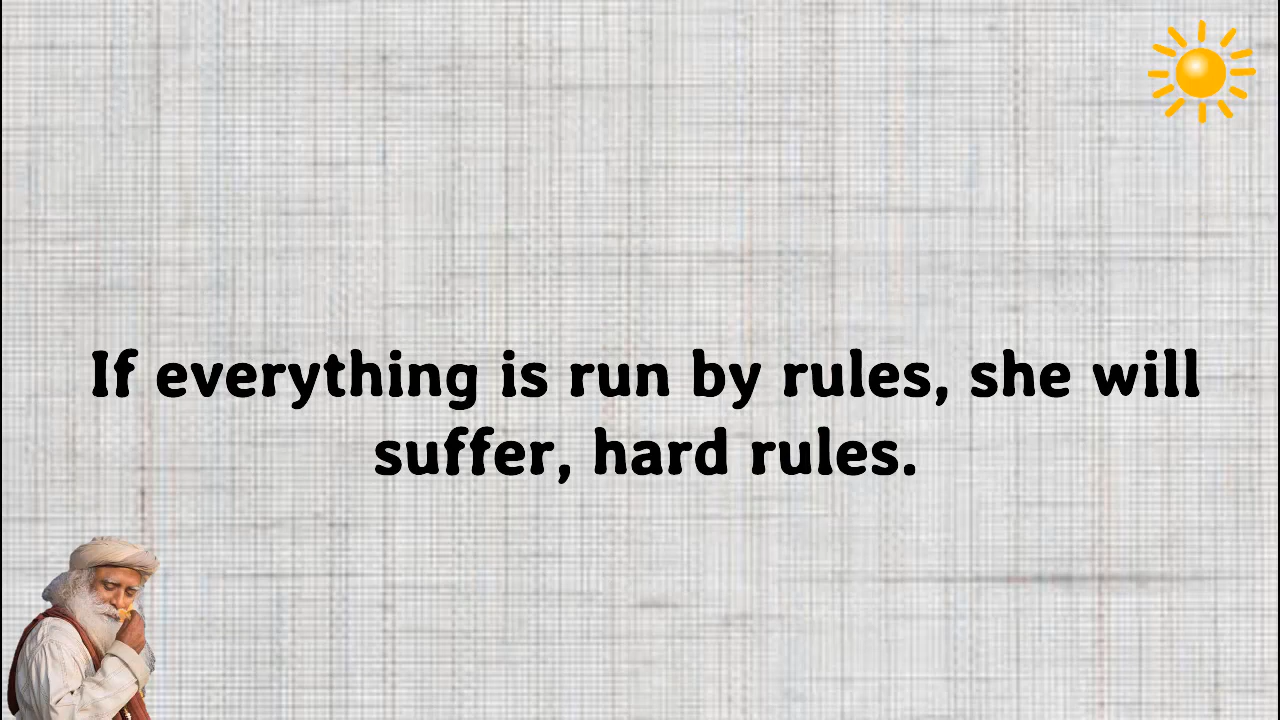 If everything is run by rules, she will
suffer, hard rules.